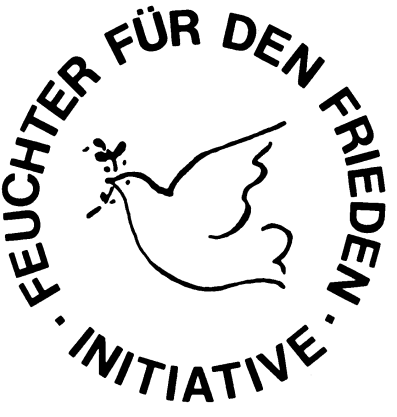 FEUCHTER FÜR DEN FRIEDEN
· INITIATIVE ·